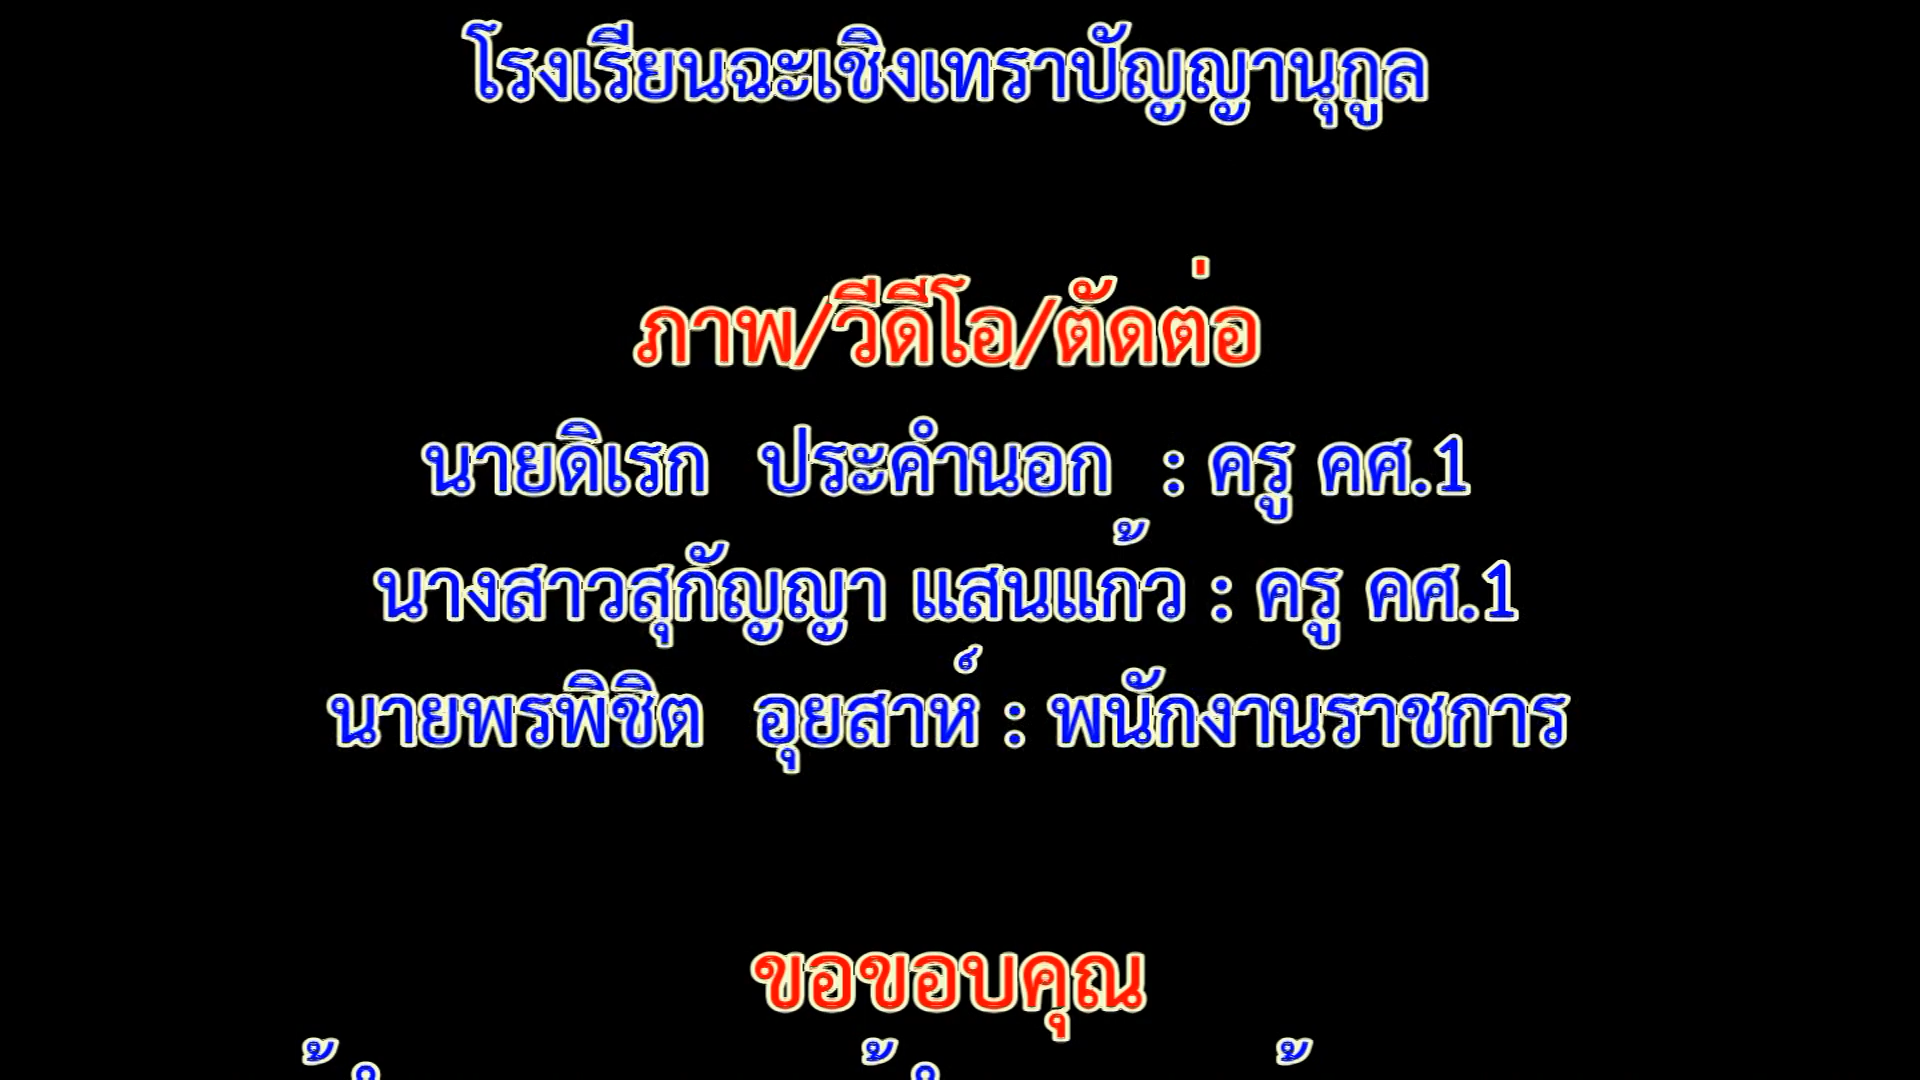 โรงเรียนฉะเชิงเทราปัญญานุกูล
ภาพ/วีดีโอ/ตัดต่อ
นายดิเรก ประคำนอก : ครู คศ.1
นางสาวสุกัญญา แสนแก้ว : ครู คศ.1
นายพรพิชิต อุยสาห์ : พนักงานราชการ
ขอขอบคุณ